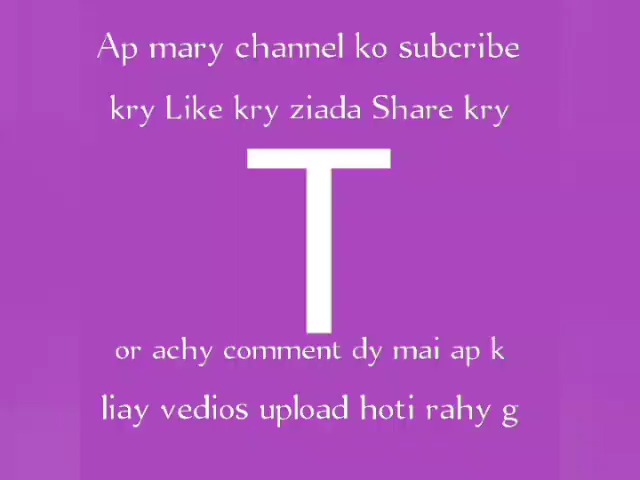 Ap mary channel ko subcribe
kry Like kry ziada Share kry
T
or achy comment dy mai ap k
liay vedios upload hoti rahy g